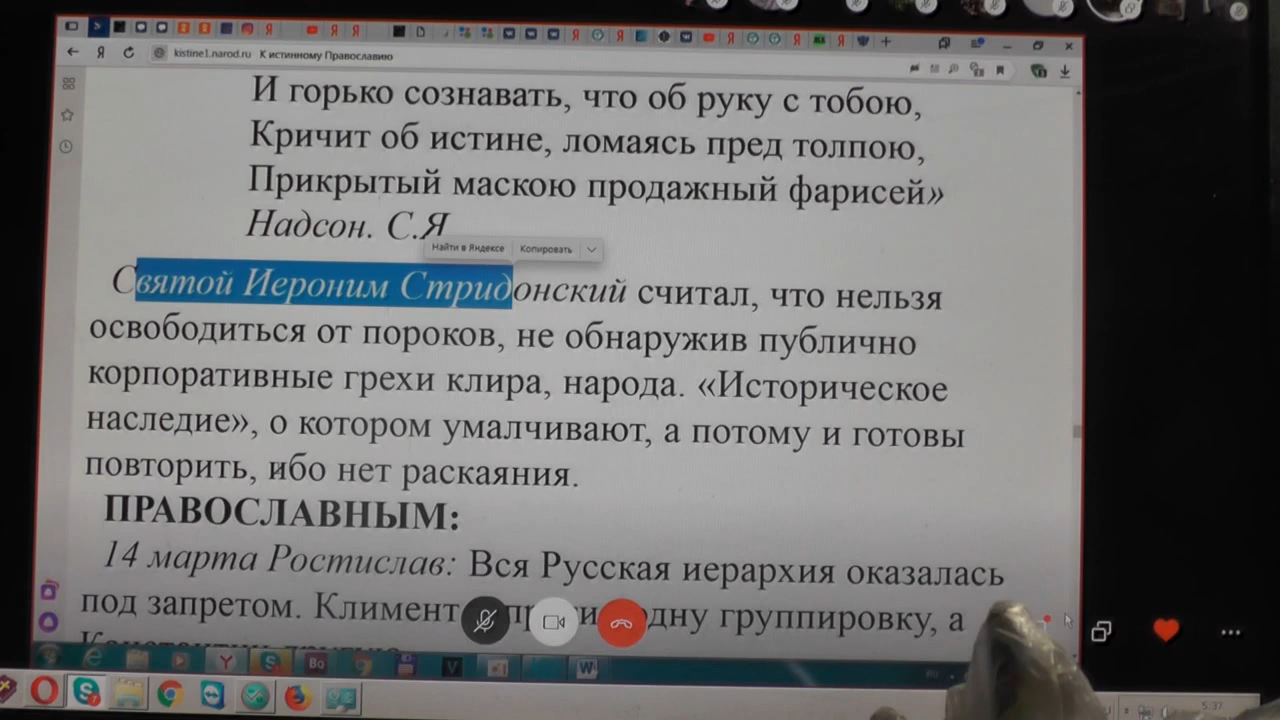 kistine1.narod.ru К истинному Православию
И горько сознавать, что об руку с тобою,
Кричит об истине, ломаясь пред толпою,
Прикрытый маскою продажный фарисей»
Надсон. С.Я
Найти в Яндексе Копировать
Святой Иероним Стридонский считал, что нельзя
освободиться от пороков, не обнаружив публично
корпоративные грехи клира, народа. «Историческое
наследие», о котором умалчивают, а потому и готовы
повторить, ибо нет раскаяния.
ПРАВОСЛАВНЫМ:
14 марта Ростислав: Вся Русская иерархия оказалась
под запретом. Климент группировку, а
5:37